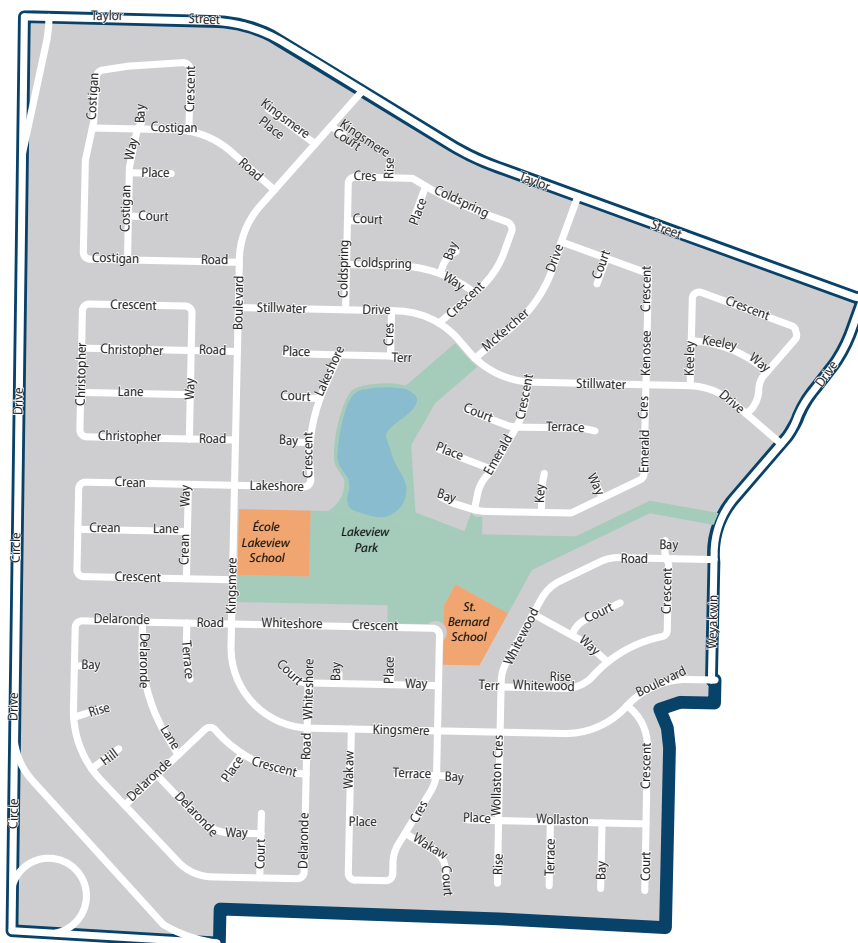 Taylor
Street
Costigan
Crescent
Bay
Costigan
Way
Road
Kingsmere
Place
Kingsmere
Court
Place
Costigan
Court
Costigan
Road
Cres
Rise
Coldspring
Place
Court
Bay
Coldspring
Coldspring
Way
Crescent
Taylor
Street
Drive
Court
McKercher
Crescent
Kenosee
Crescent
Keeley
Keeley
Way
Drive
Boulevard
Stillwater
Drive
Cres
Terr
Place
Lakeshore
Court
Bay
Crescent
Crescent
Christopher
Christopher
Road
Lane
Way
Christopher
Road
Drive
Stillwater
Drive
Crescent
Court
Terrace
Emerald
Place
Bay
Key
Way
Cres
Emerald
Crean
Lakeshore
Way
Crean
Lane
Crean
Crescent
Circle
École
Lakeview
School
Lakeview
Park
St.
Bernard
School
Kingsmere
Delaronde
Road
Whiteshore
Crescent
Bay
Road
Crescent
Court
Way
Whitewood
Rise
Terr
Whitewood
Boulevard
Weyakwin
Delaronde
Terrace
Bay
Rise
Hill
Lane
Delaronde
Delaronde
Way
Court
Place
Crescent
Road
Delaronde
Court
Whiteshore
Bay
Place
Way
Kingsmere
Wakaw
Place
Terrace
Bay
Cres
Wakaw
Court
Cres
Wollaston
Place
Wollaston
Rise
Terrace
Bay
Court
Crescent
Drive
Circle